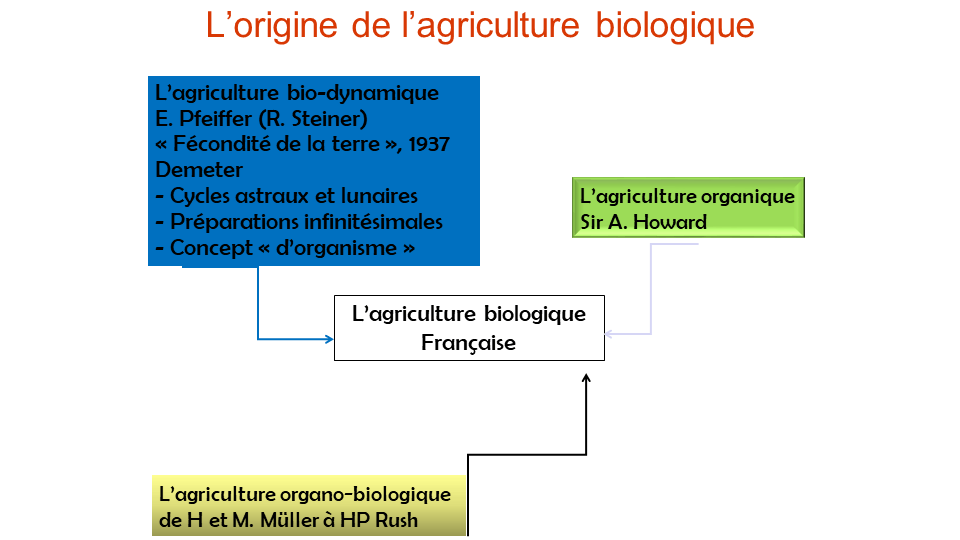 L’origine de l’agriculture biologique
L’agriculture bio-dynamique
E. Pfeiffer (R. Steiner)
« Fécondité de la terre », 1937
Demeter
- Cycles astraux et lunaires
- Préparations infinitésimales
- Concept « d’organisme »
L’agriculture organique
Sir A. Howard
L’agriculture biologique
Française
L’agriculture organo-biologique
de H et M. Müller à HP Rush